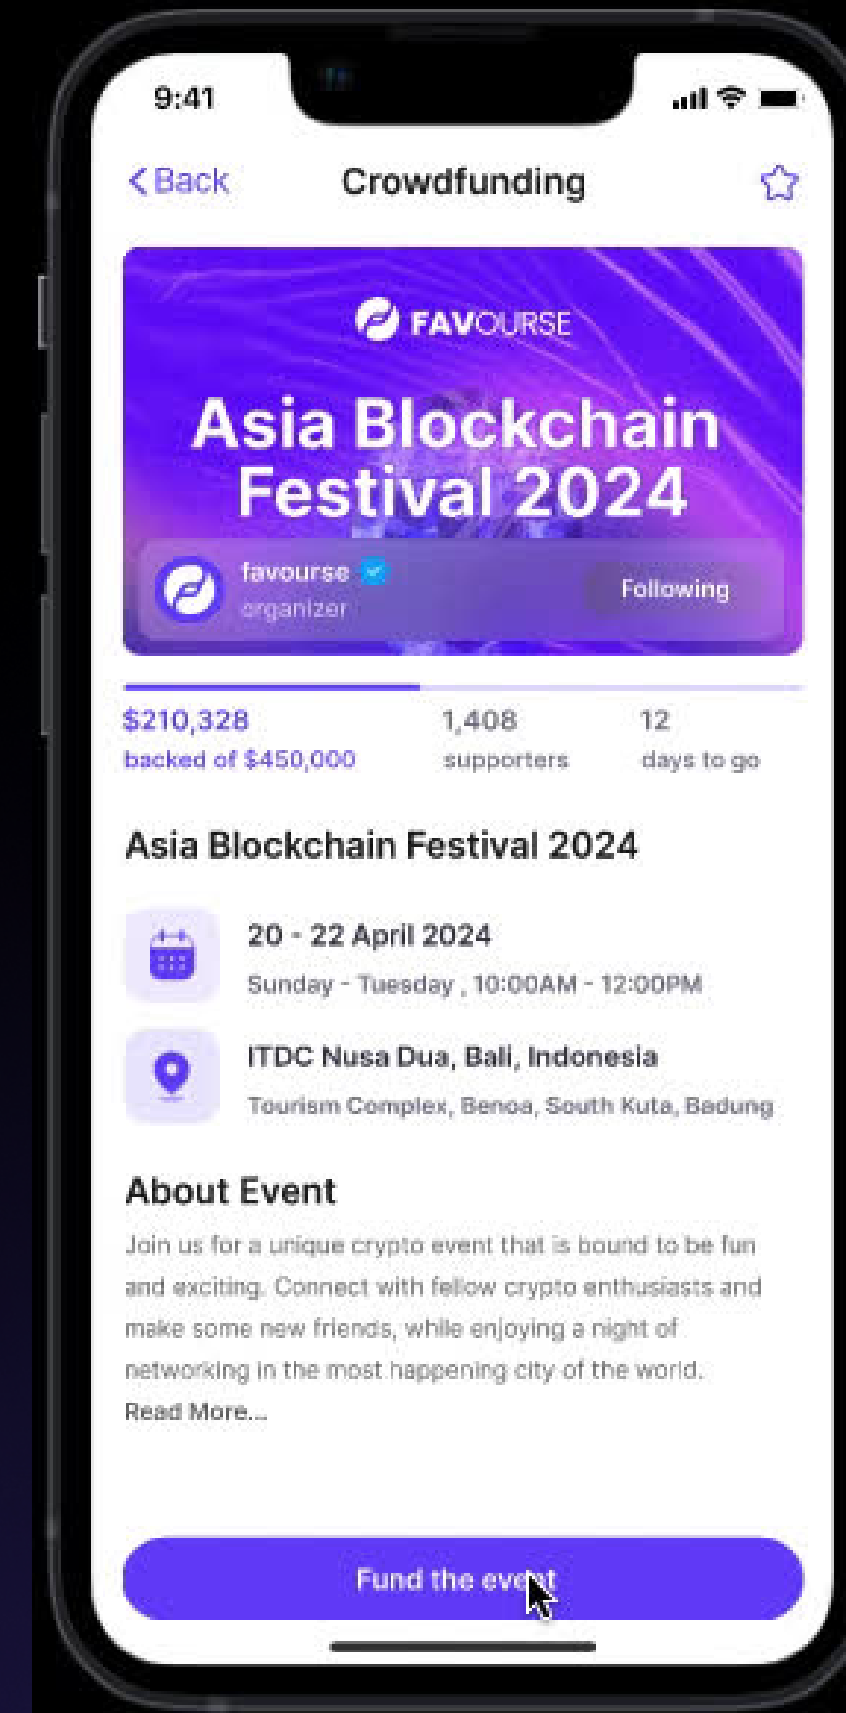 9:41
Back
Crowdfunding
FAVOURSE
Asia Blockchain
Festival 2024
favourse
organizer
Following
$210,328
backed of $450,000
1,408
supporters
12
days to go
Asia Blockchain Festival 2024
20 - 22 April 2024
Sunday - Tuesday , 10:00AM - 12:00PM
ITDC Nusa Dua, Bali, Indonesia
Tourism Complex, Benoa, South Kuta, Badung
About Event
Join us for a unique crypto event that is bound to be fun
and exciting. Connect with fellow crypto enthusiasts and
make some new friends, while enjoying a night of
networking in the most happening city of the world.
Read More...
Fund the event